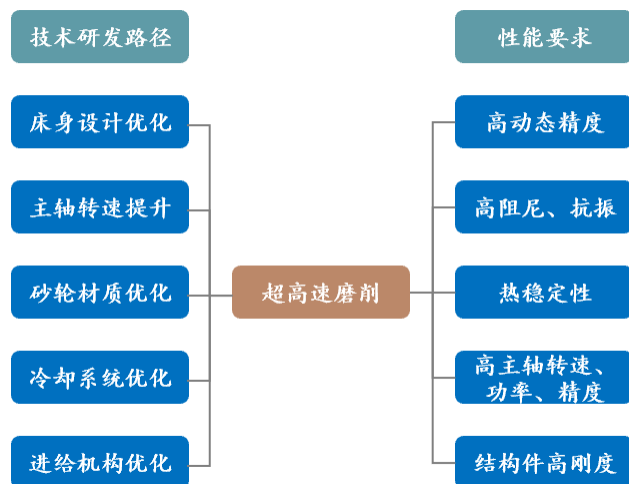 技术研发路径
性能要求
床身设计优化
主轴转速提升
砂轮材质优化
冷却系统优化
进给机构优化
超高速磨削
高动态精度
高阻尼、抗振
热稳定性
高主轴转速、
功率、精度
结构件高刚度